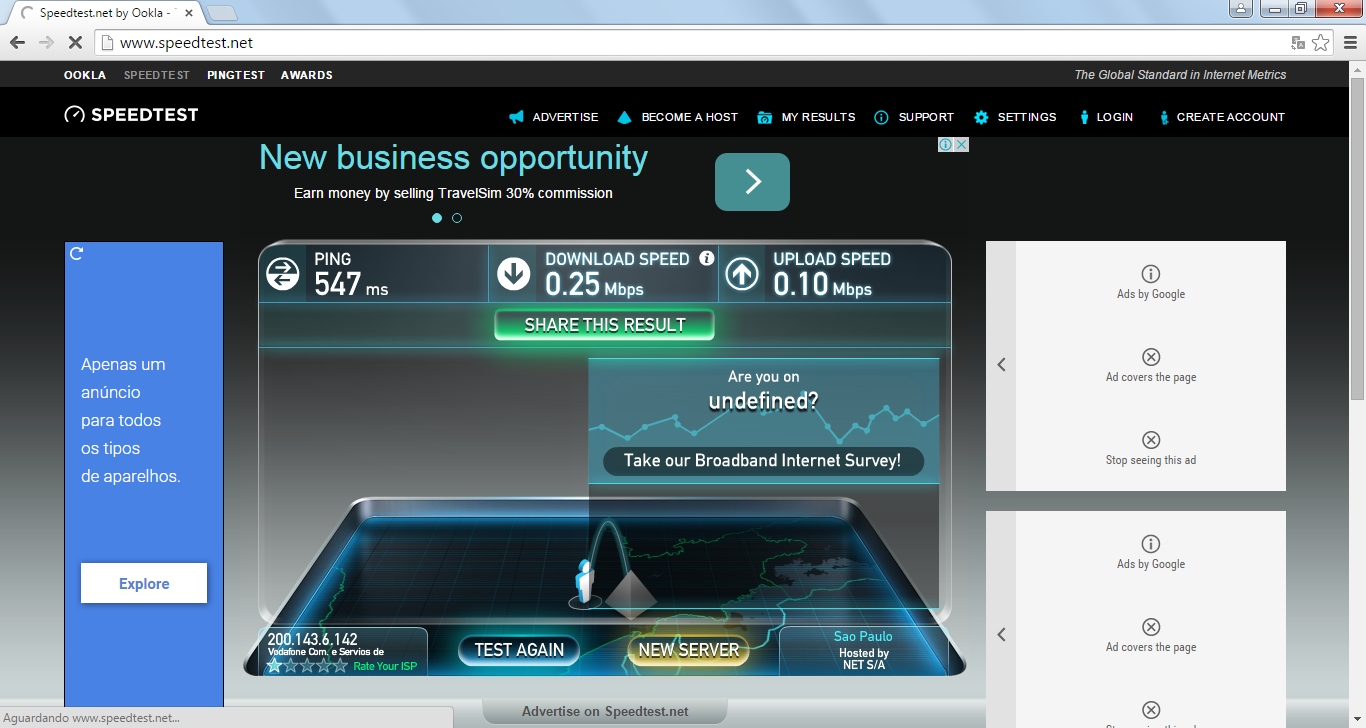 Speedtest.net by Ookla -
www.speedtest.net
OOKLA SPEEDTEST PINGTEST AWARDS
The Global Standard in Internet Metrics
SPEEDTEST
ADVERTISE BECOME A HOST MY RESULTS SUPPORT SETTINGS LOGIN CREATE ACCOUNT
New business opportunity
Earn money by selling TravelSim 30% commission
Apenas um
anúncio
para todos
os tipos
de aparelhos.
Explore
PING
547 ms
DOWNLOAD SPEED
0.25 Mbps
UPLOAD SPEED
0.10 Mbps
SHARE THIS RESULT
Are you on
undefined?
Take our Broadband Internet Survey!
200.143.6.142
Vodafone Com. e Servios de
Rate Your ISP
TEST AGAIN
NEW SERVER
Sao Paulo
Hosted by
NET S/A
Ads by Google
Ad covers the page
Stop seeing this ad
Ads by Google
Ad covers the page
Aguardando www.speedtest.net...
Advertise on Speedtest.net